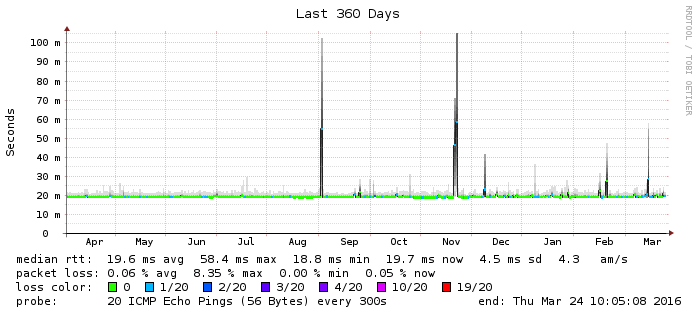 Last 360 Days
RRDTOOL / TOBI OETIKER
Seconds
100 m
90 m
80 m
70 m
60 m
50 m
40 m
30 m
20 m
10 m
0
Apr May Jun Jul Aug Sep Oct Nov Dec Jan Feb Mar
median rtt: 19.6 ms avg 58.4 ms max 18.8 ms min 19.7 ms now 4.5 ms sd 4.3 am/s
packet loss: 0.06 % avg 8.35 % max 0.00 % min 0.05 % now
loss color: 0 1/20 2/20 3/20 4/20 10/20 19/20
probe: 20 ICMP Echo Pings (56 Bytes) every 300s end: Thu Mar 24 10:05:08 2016